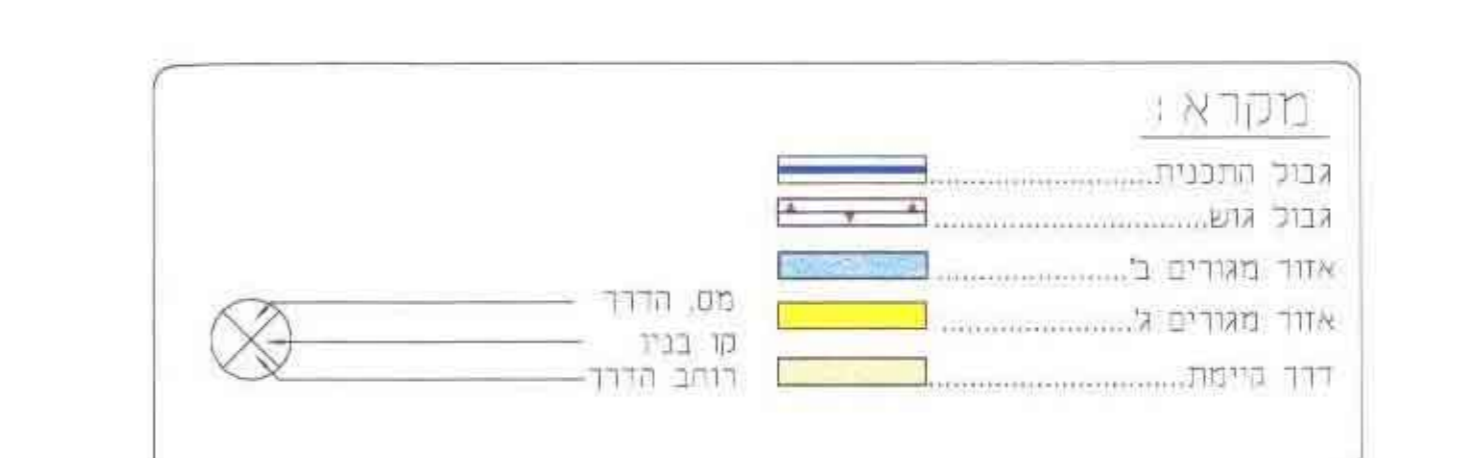 מקרא :
גבול התכנית
גבול גוש
אזור מגורים ב'
אזור מגורים ג'
דרך קיימת
מס. הדרך
קו בנין
רוחב הדרך